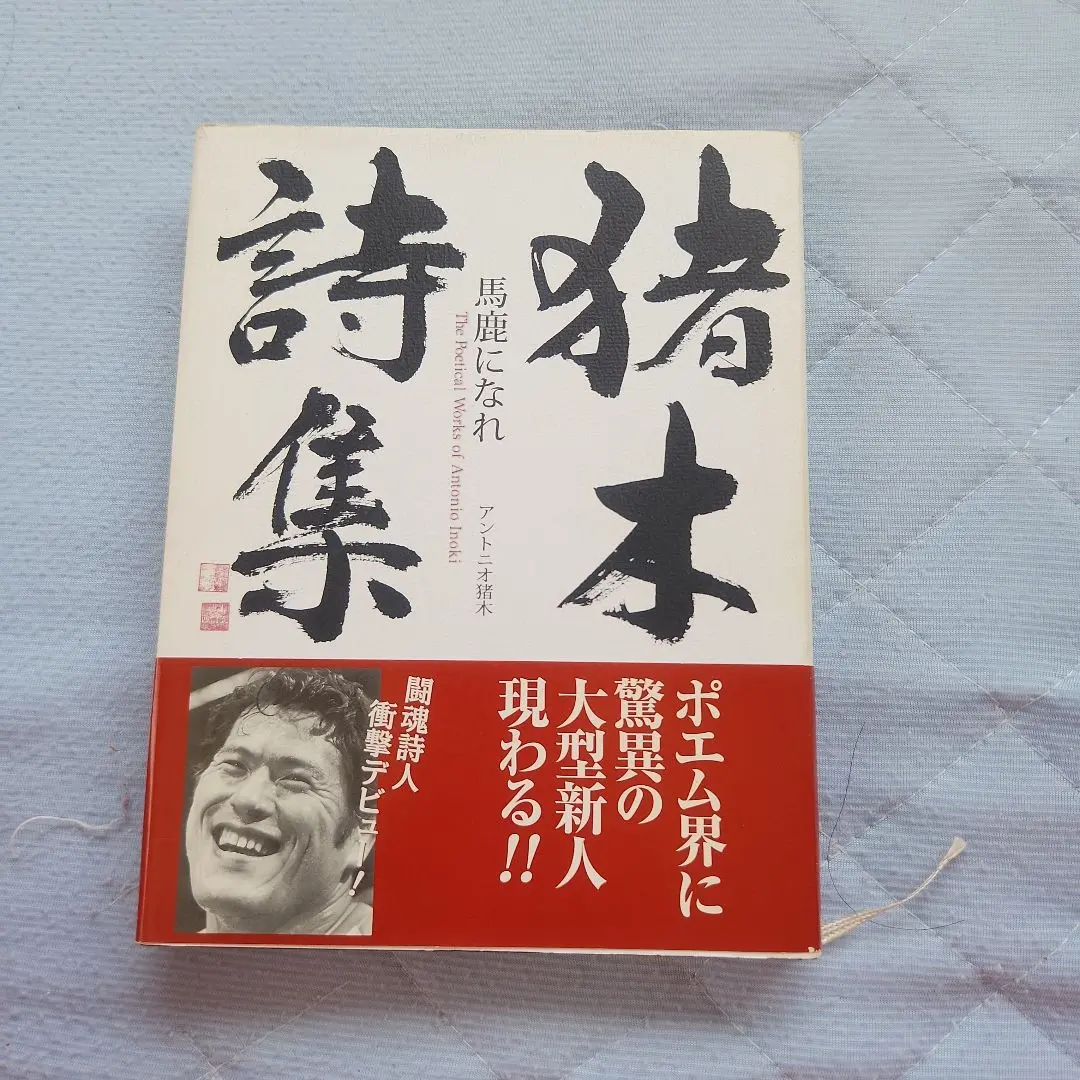 猪木
詩集
馬鹿になれ
The Poetical Works of Antonio Inoki
アントニオ猪木
ポエム界に
驚異の
大型新人
現わる!!
闘魂詩人
衝撃デビュー!